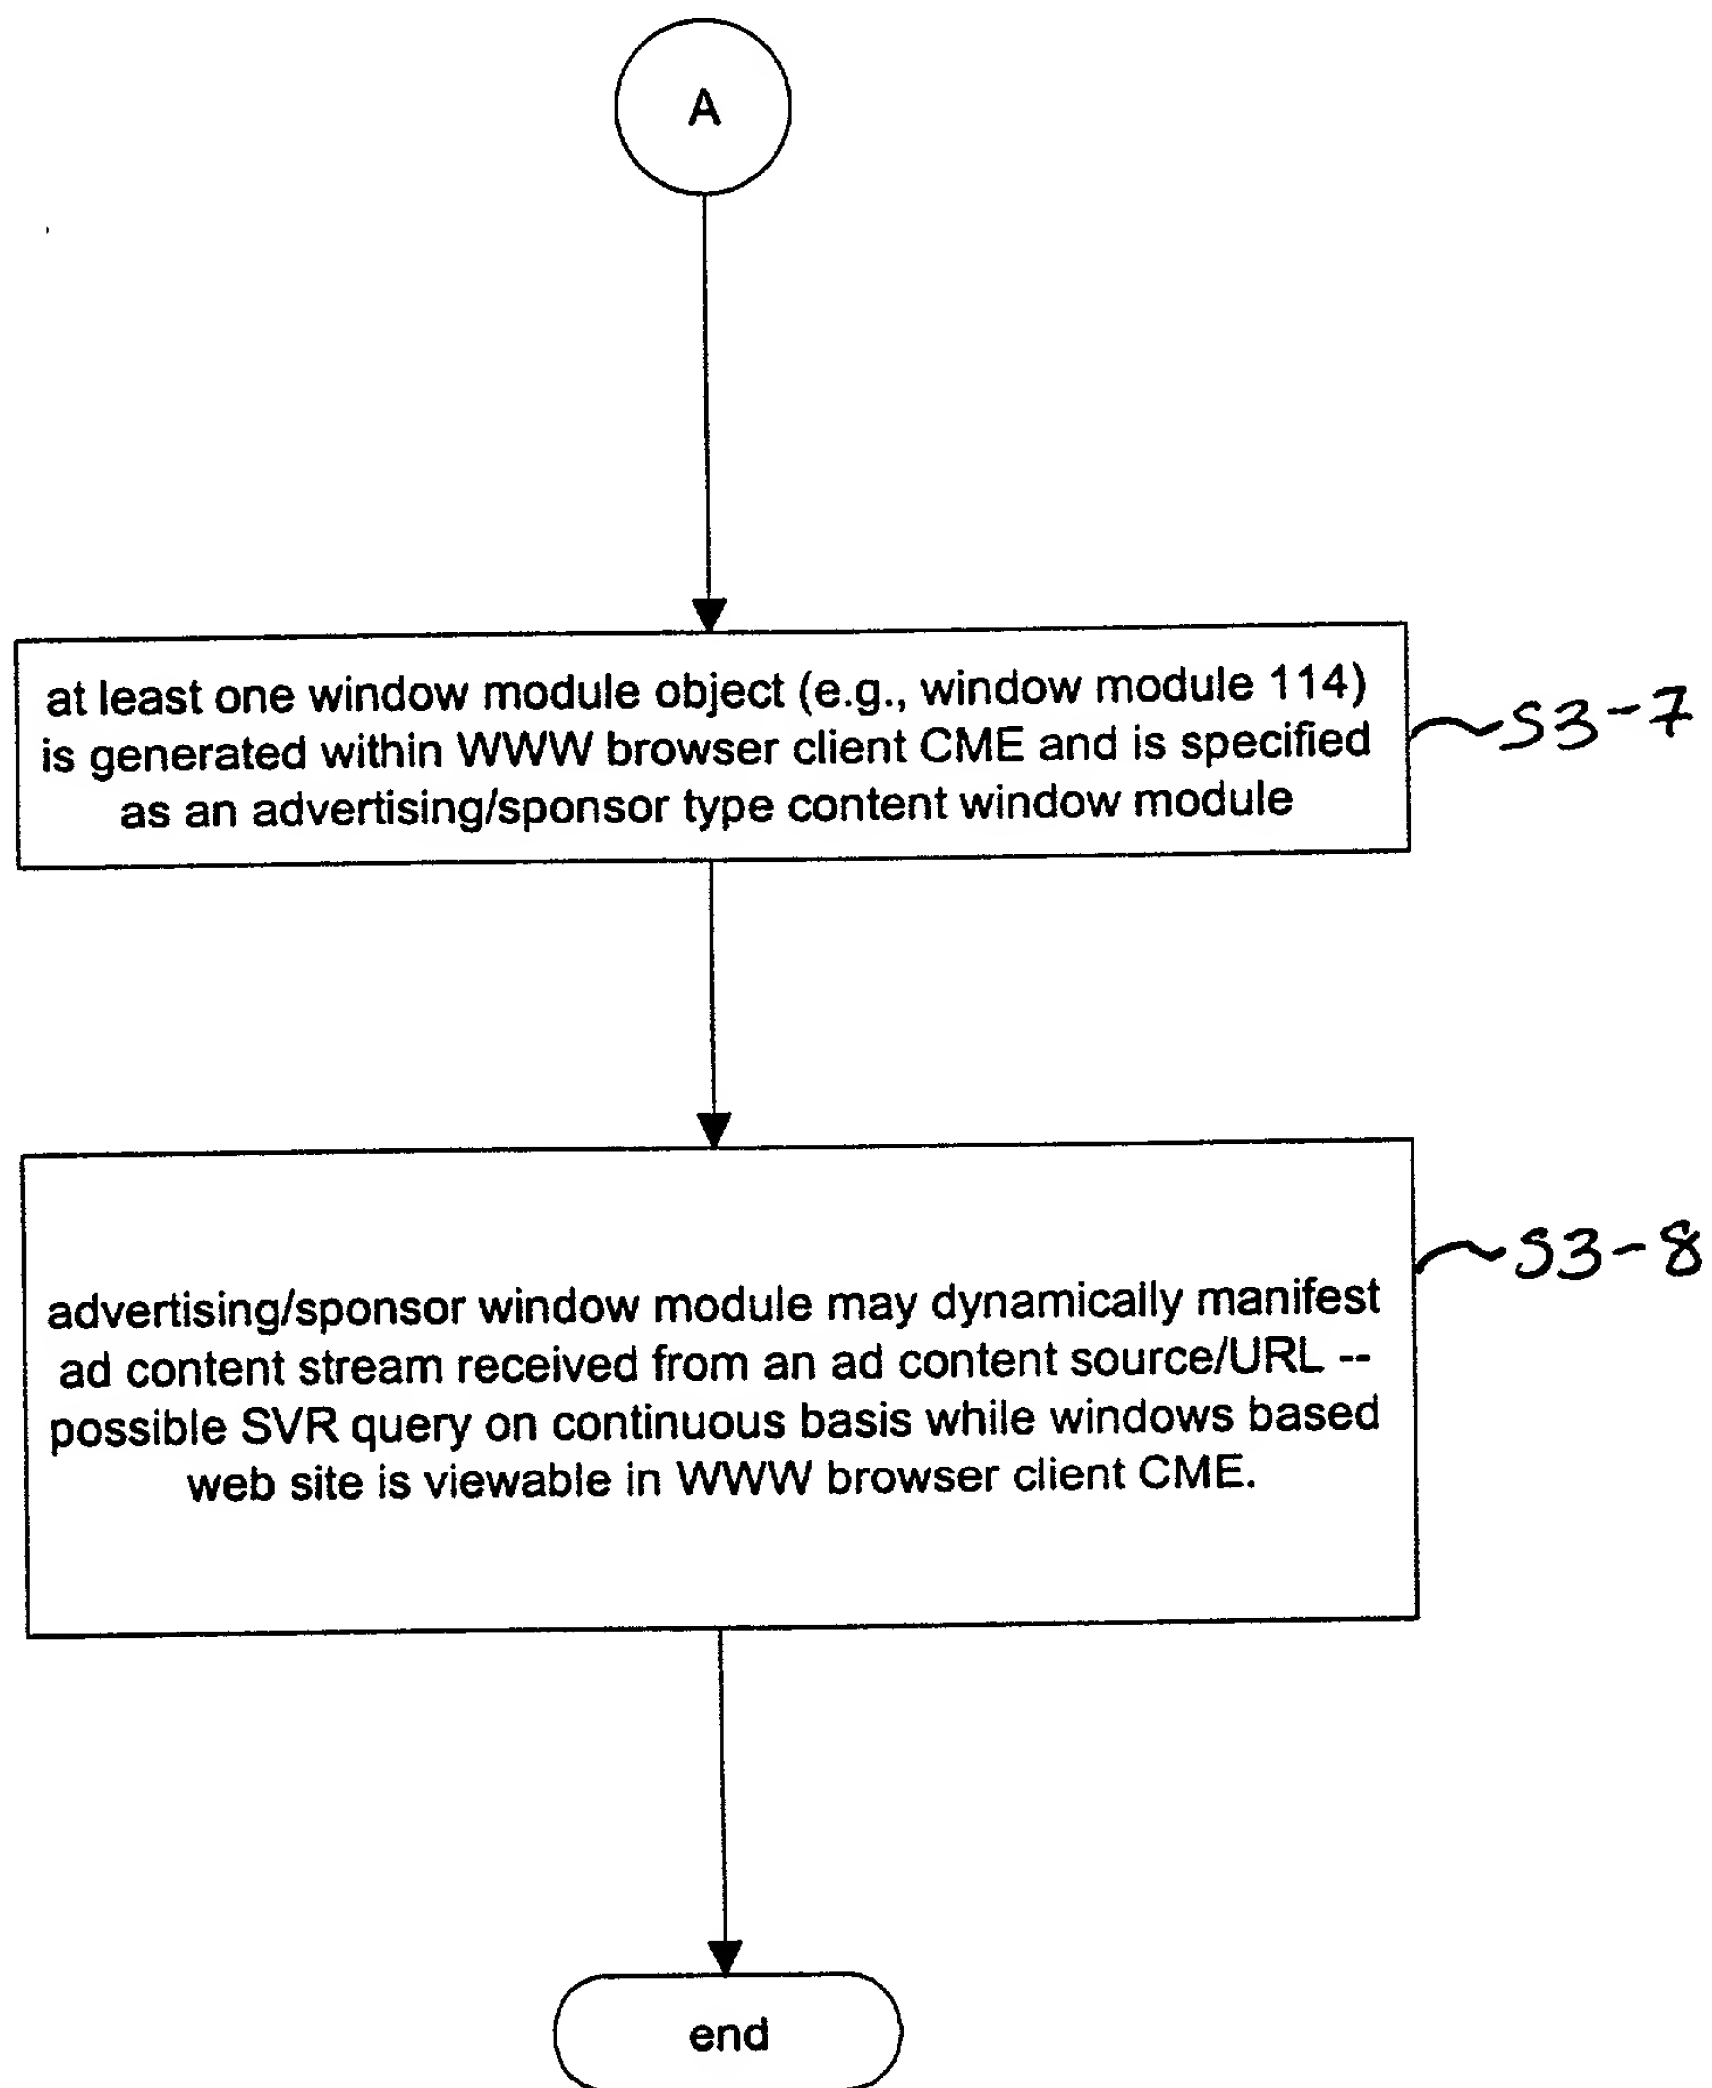 A
at least one window module object (e.g., window module 114)
is generated within WWW browser client CME and is specified
as an advertising/sponsor type content window module
S3-7
S3-8
advertising/sponsor window module may dynamically manifest
ad content stream received from an ad content source/URL --
possible SVR query on continuous basis while windows based
web site is viewable in WWW browser client CME.
end